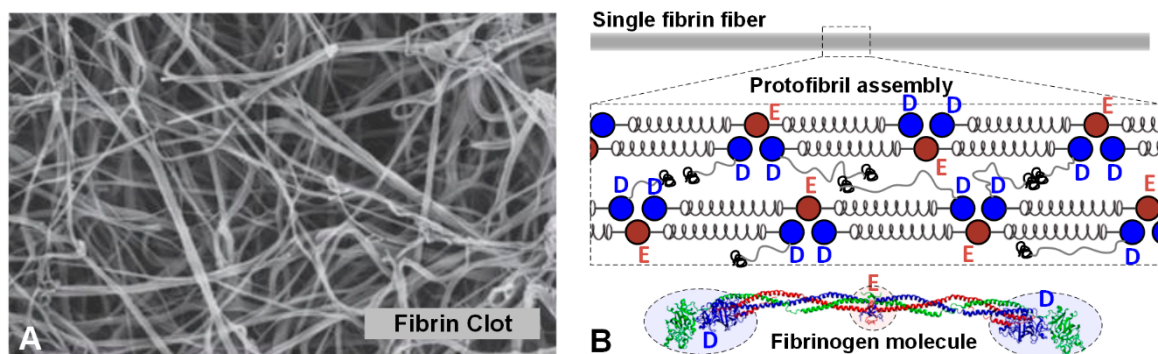 Fibrin Clot
A
Single fibrin fiber
Protofibril assembly
E D D E
D D E D D
D D E D D E
E D D E D
E
D D
Fibrinogen molecule
B